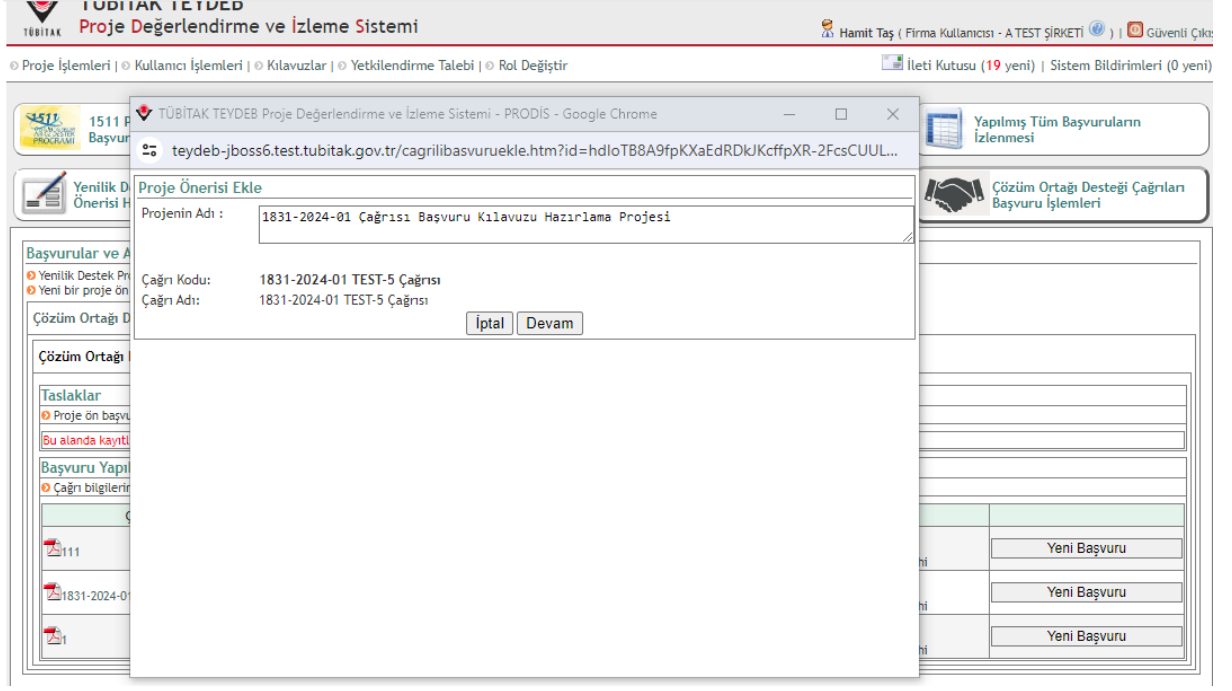 TÜBİTAK TEYDEB
TÜBİTAK Proje Değerlendirme ve İzleme Sistemi
Hamit Taş ( Firma Kullanıcısı - A TEST ŞİRKETİ ) | Güvenli Çıkış
Proje İşlemleri | Kullanıcı İşlemleri | Kılavuzlar | Yetkilendirme Talebi | Rol Değiştir
İleti Kutusu (19 yeni) | Sistem Bildirimleri (0 yeni)
1511
PROGRAMI
1511 P
Başvur
Yapılmış Tüm Başvuruların
İzlenmesi
TÜBİTAK TEYDEB Proje Değerlendirme ve İzleme Sistemi - PRODİS - Google Chrome
teydeb-jboss6.test.tubitak.gov.tr/cagrilibasvuruekle.htm?id=hdIoTB8A9fpKXaEdRDkJKcffpXR-2FcsCUUL...
Yenilik D
Önerisi H
Çözüm Ortağı Desteği Çağrıları
Başvuru İşlemleri
Proje Önerisi Ekle
Projenin Adı :
1831-2024-01 Çağrısı Başvuru Kılavuzu Hazırlama Projesi
Çağrı Kodu: 1831-2024-01 TEST-5 Çağrısı
Çağrı Adı: 1831-2024-01 TEST-5 Çağrısı
İptal Devam
Başvurular ve A
Yenilik Destek Pr
Yeni bir proje ön
Çözüm Ortağı D
Çözüm Ortağı
Taslaklar
Proje ön başvu
Bu alanda kayıtl
Başvuru Yapıl
Çağrı bilgilerin
Ç
111 hi Yeni Başvuru
1831-2024-01 hi Yeni Başvuru
1 hi Yeni Başvuru